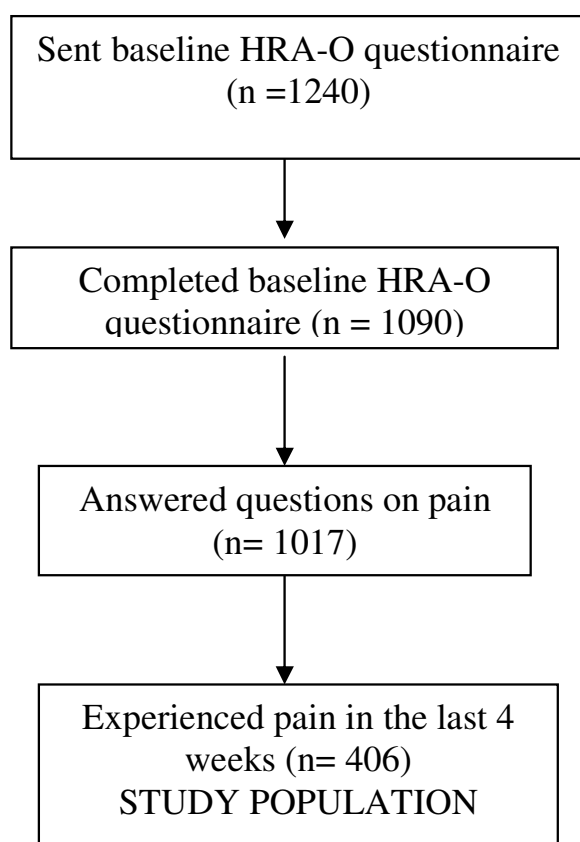 Sent baseline HRA-O questionnaire
(n =1240)
Completed baseline HRA-O
questionnaire (n = 1090)
Answered questions on pain
(n= 1017)
Experienced pain in the last 4
weeks (n= 406)
STUDY POPULATION